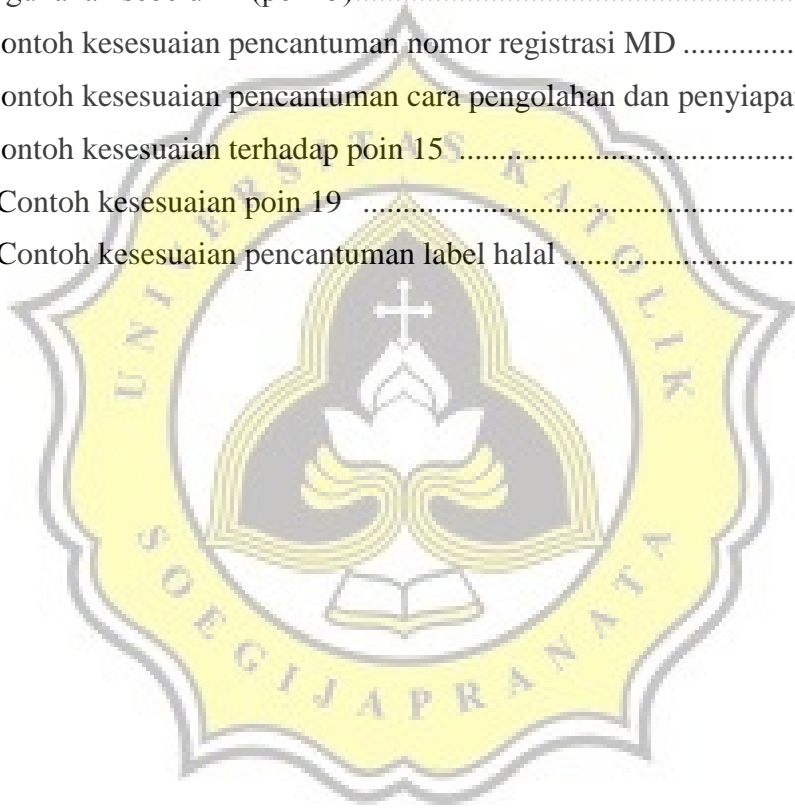 ontoh kesesuaian pencantuman nomor registrasi MD ..............
ontoh kesesuaian pencantuman cara pengolahan dan penyiapa
ontoh kesesuaian terhadap poin 15 ..........................................
Contoh kesesuaian poin 19 ......................................................
Contoh kesesuaian pencantuman label halal .............................
UNIVERSITAS KATOLIK
SOEGIJAPRANATA